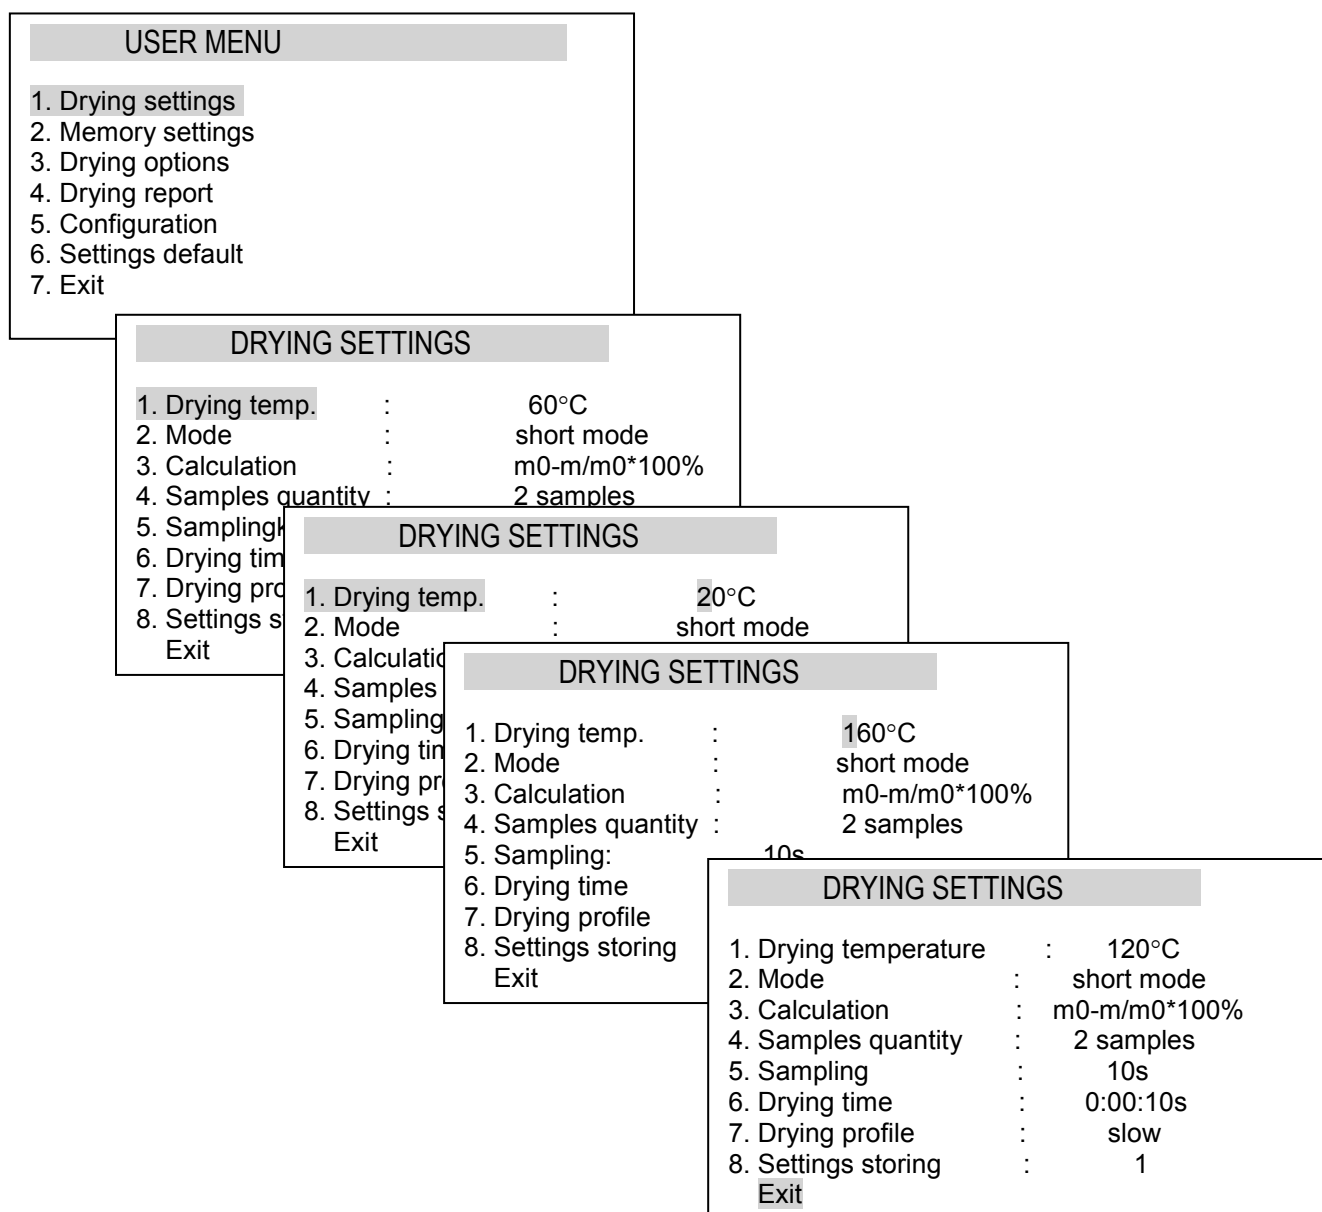 USER MENU
1. Drying settings
2. Memory settings
3. Drying options
4. Drying report
5. Configuration
6. Settings default
7. Exit
DRYING SETTINGS
1. Drying temp. : 60°C
2. Mode : short mode
3. Calculation : m0-m/m0*100%
4. Samples quantity : 2 samples
5. Sampling
6. Drying tim
7. Drying pro
8. Settings s
Exit
DRYING SETTINGS
1. Drying temp. : 20°C
2. Mode : short mode
3. Calculatio
4. Samples
5. Sampling
6. Drying tim
7. Drying pr
8. Settings s
Exit
DRYING SETTINGS
1. Drying temp. : 160°C
2. Mode : short mode
3. Calculation : m0-m/m0*100%
4. Samples quantity : 2 samples
5. Sampling: 10s
6. Drying time
7. Drying profile
8. Settings storing
Exit
DRYING SETTINGS
1. Drying temperature : 120°C
2. Mode : short mode
3. Calculation : m0-m/m0*100%
4. Samples quantity : 2 samples
5. Sampling : 10s
6. Drying time : 0:00:10s
7. Drying profile : slow
8. Settings storing : 1
Exit